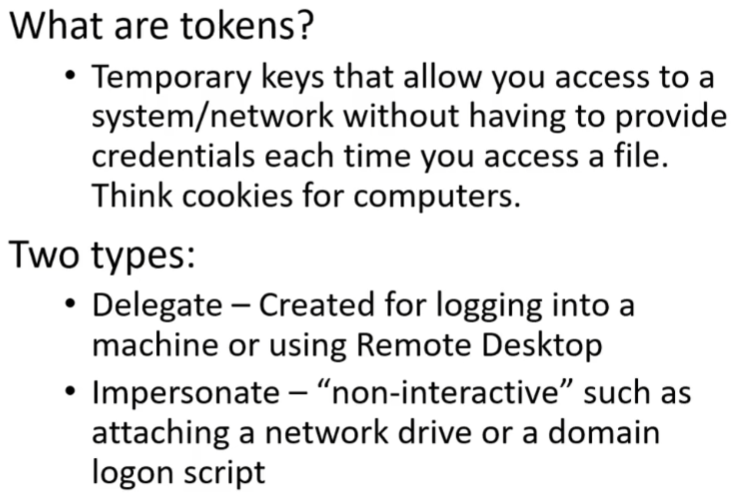 What are tokens?
• Temporary keys that allow you access to a
system/network without having to provide
credentials each time you access a file.
Think cookies for computers.
Two types:
• Delegate – Created for logging into a
machine or using Remote Desktop
• Impersonate – “non-interactive” such as
attaching a network drive or a domain
logon script